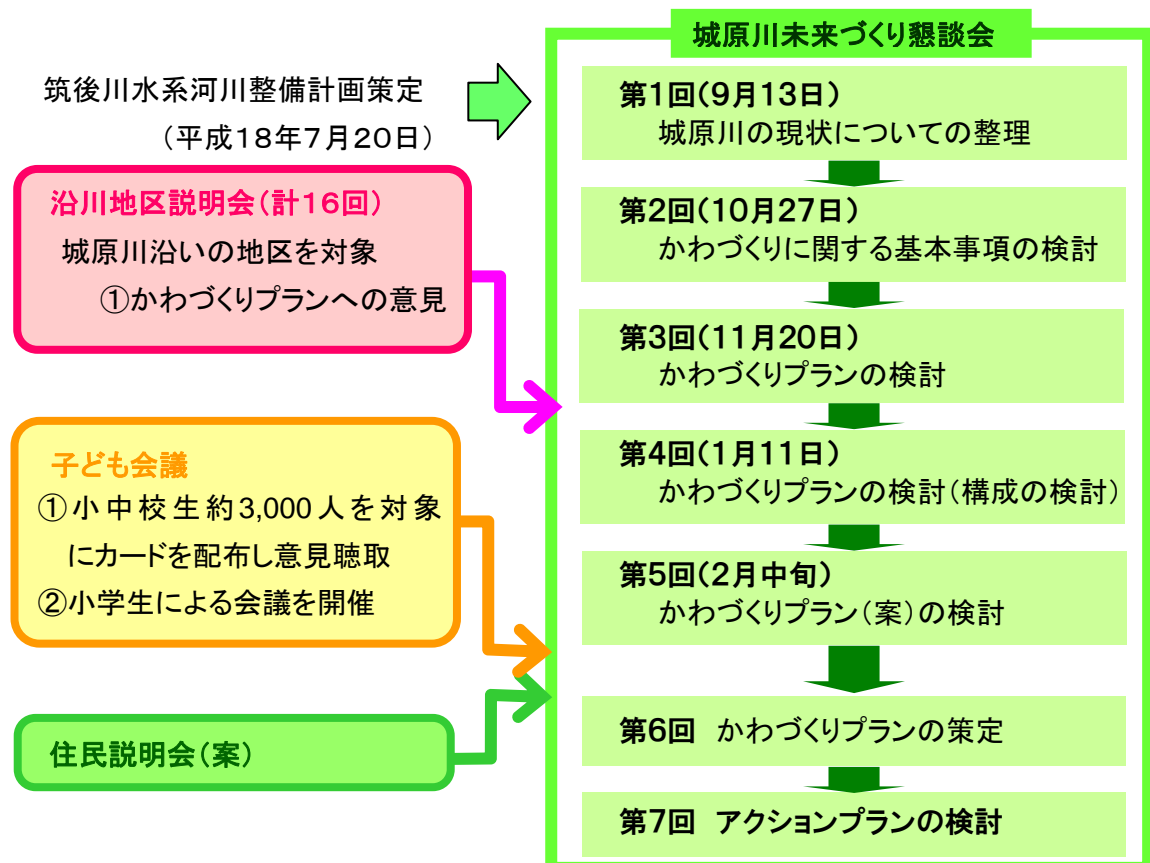 筑後川水系河川整備計画策定
(平成18年7月20日)
沿川地区説明会(計16回)
城原川沿いの地区を対象
①かわづくりプランへの意見
子ども会議
①小中校生約3,000人を対象
にカードを配布し意見聴取
②小学生による会議を開催
住民説明会(案)
城原川未来づくり懇談会
第1回(9月13日)
城原川の現状についての整理
第2回(10月27日)
かわづくりに関する基本事項の検討
第3回(11月20日)
かわづくりプランの検討
第4回(1月11日)
かわづくりプランの検討(構成の検討)
第5回(2月中旬)
かわづくりプラン(案)の検討
第6回 かわづくりプランの策定
第7回 アクションプランの検討